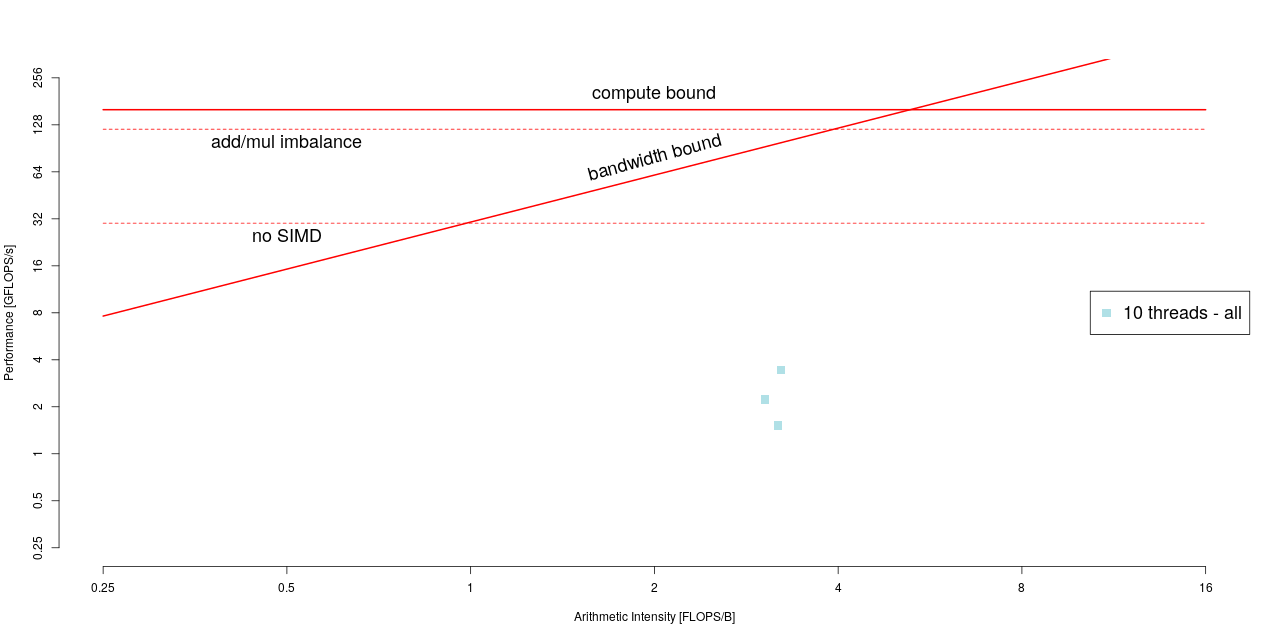 256
128
64
32
16
8
4
2
1
0.5
0.25
Performance [GFLOPS/s]
compute bound
add/mul imbalance
bandwidth bound
no SIMD
10 threads - all
0.25
0.5
1
2
4
8
16
Arithmetic Intensity [FLOPS/B]